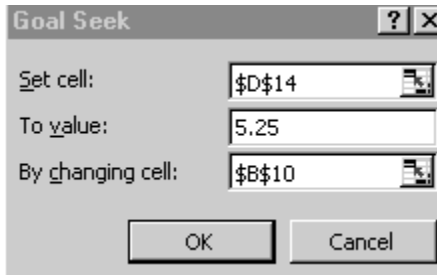 Goal Seek ? ×
Set cell: $D$14
To value: 5.25
By changing cell: $B$10
OK Cancel